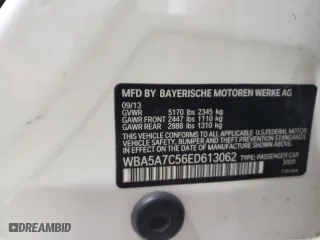 MFD BY BAYERISCHE MOTOREN WERKE AG
09/13
GVWR 5170 lbs 2345 kg
GAWR FRONT 2447 lbs 1110 kg
GAWR REAR 2888 lbs 1310 kg
THIS VEHICLE CONFORMS TO ALL APPLICABLE
U.S. FEDERAL MOTOR VEHICLE SAFETY, BUMPER,
AND THEFT PREVENTION STANDARDS IN EFFECT
ON THE DATE OF MANUFACTURE SHOWN ABOVE.
WBA5A7C56ED613062 TYPE: PASSENGER CAR
DREAMBID